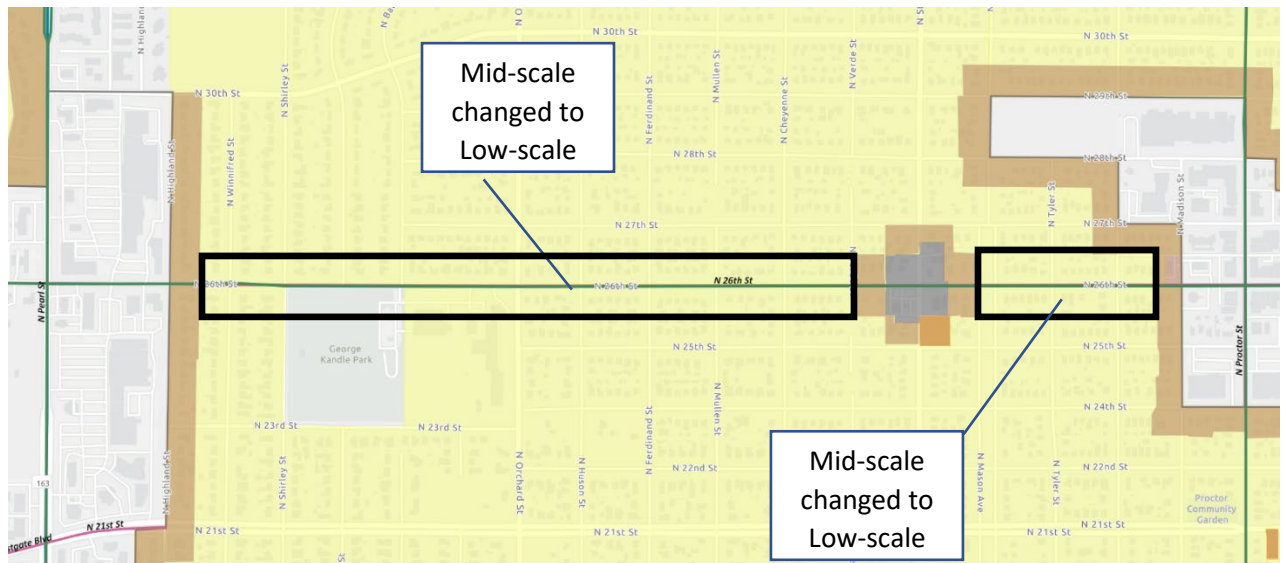 N O
N Ba
N Highland
N St
N 30th St
N 30th St
Mid-scale
changed to
Low-scale
N Shirley St
N Mullen St
N Verde St
N 30th St
N 29th St
N Highland St
N Winnifred St
N Ferdinand St
N Cheyenne St
N 28th St
N 28th St
N Tyler St
N Madison St
N 27th St
N 27th St
N
N 26th St
N 26th St
N 26th St
N 26th St
N Pearl St
George
Kandle Park
N 25th St
N 25th St
N Proctor St
N Mullen St
N 24th St
N 23rd St
N 23rd St
N Ferdinand St
Mid-scale
changed to
Low-scale
163
N Highland St
N Shirley St
N Orchard St
N Huson St
N 22nd St
N Mason Ave
N Tyler St
N 22nd St
Proctor
Community
Garden
N 21st St
N 21st St
N 21st St
N 21st St
stgate Blvd
St